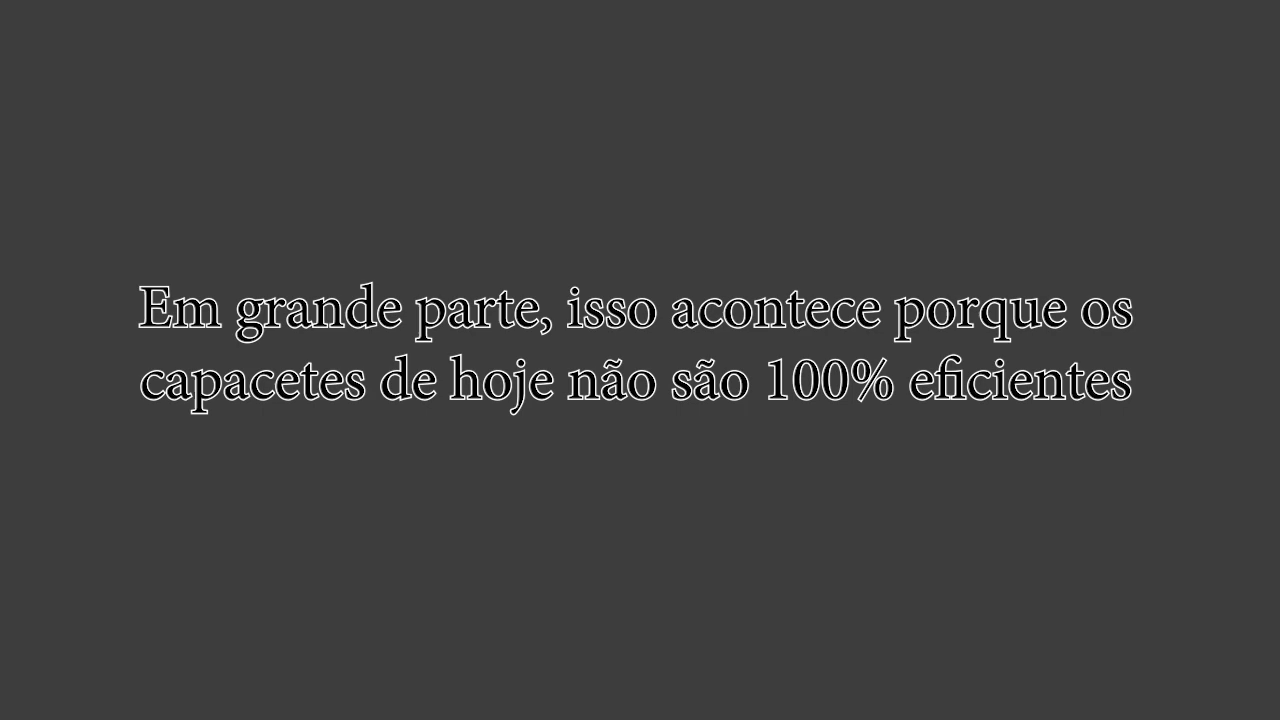 Em grande parte, isso acontece porque os
capacetes de hoje não são 100% eficientes